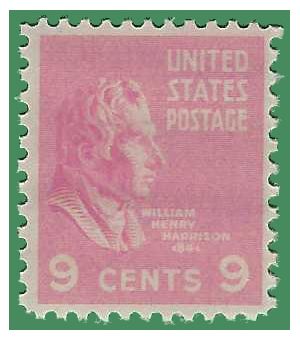 UNITED
STATES
POSTAGE
WILLIAM
HENRY
HARRISON
1841
9 CENTS 9